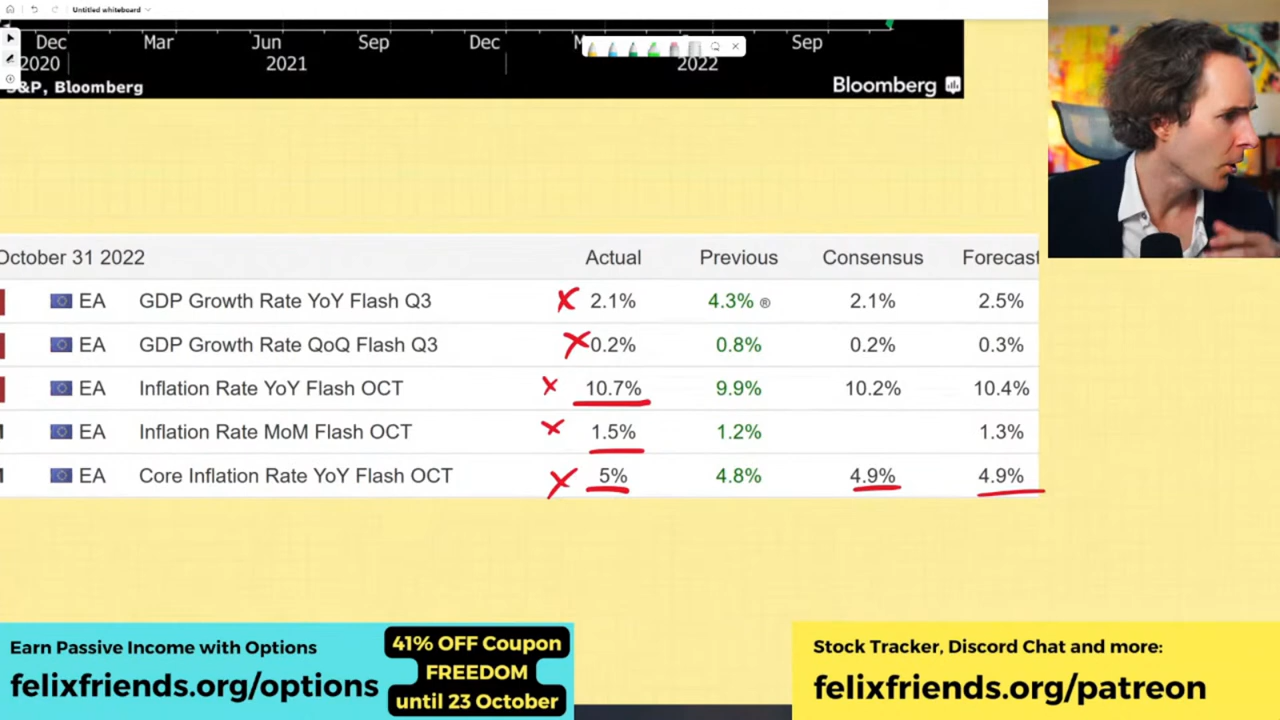 Untitled whiteboard
Dec Mar Jun Sep Dec Sep
2020 2021 2022
S&P, Bloomberg Bloomberg
October 31 2022 Actual Previous Consensus Forecast
EA GDP Growth Rate YoY Flash Q3 2.1% 4.3% ® 2.1% 2.5%
EA GDP Growth Rate QoQ Flash Q3 0.2% 0.8% 0.2% 0.3%
EA Inflation Rate YoY Flash OCT 10.7% 9.9% 10.2% 10.4%
EA Inflation Rate MoM Flash OCT 1.5% 1.2% 1.3%
EA Core Inflation Rate YoY Flash OCT 5% 4.8% 4.9% 4.9%
Earn Passive Income with Options
felixfriends.org/options
41% OFF Coupon
FREEDOM
until 23 October
Stock Tracker, Discord Chat and more:
felixfriends.org/patreon